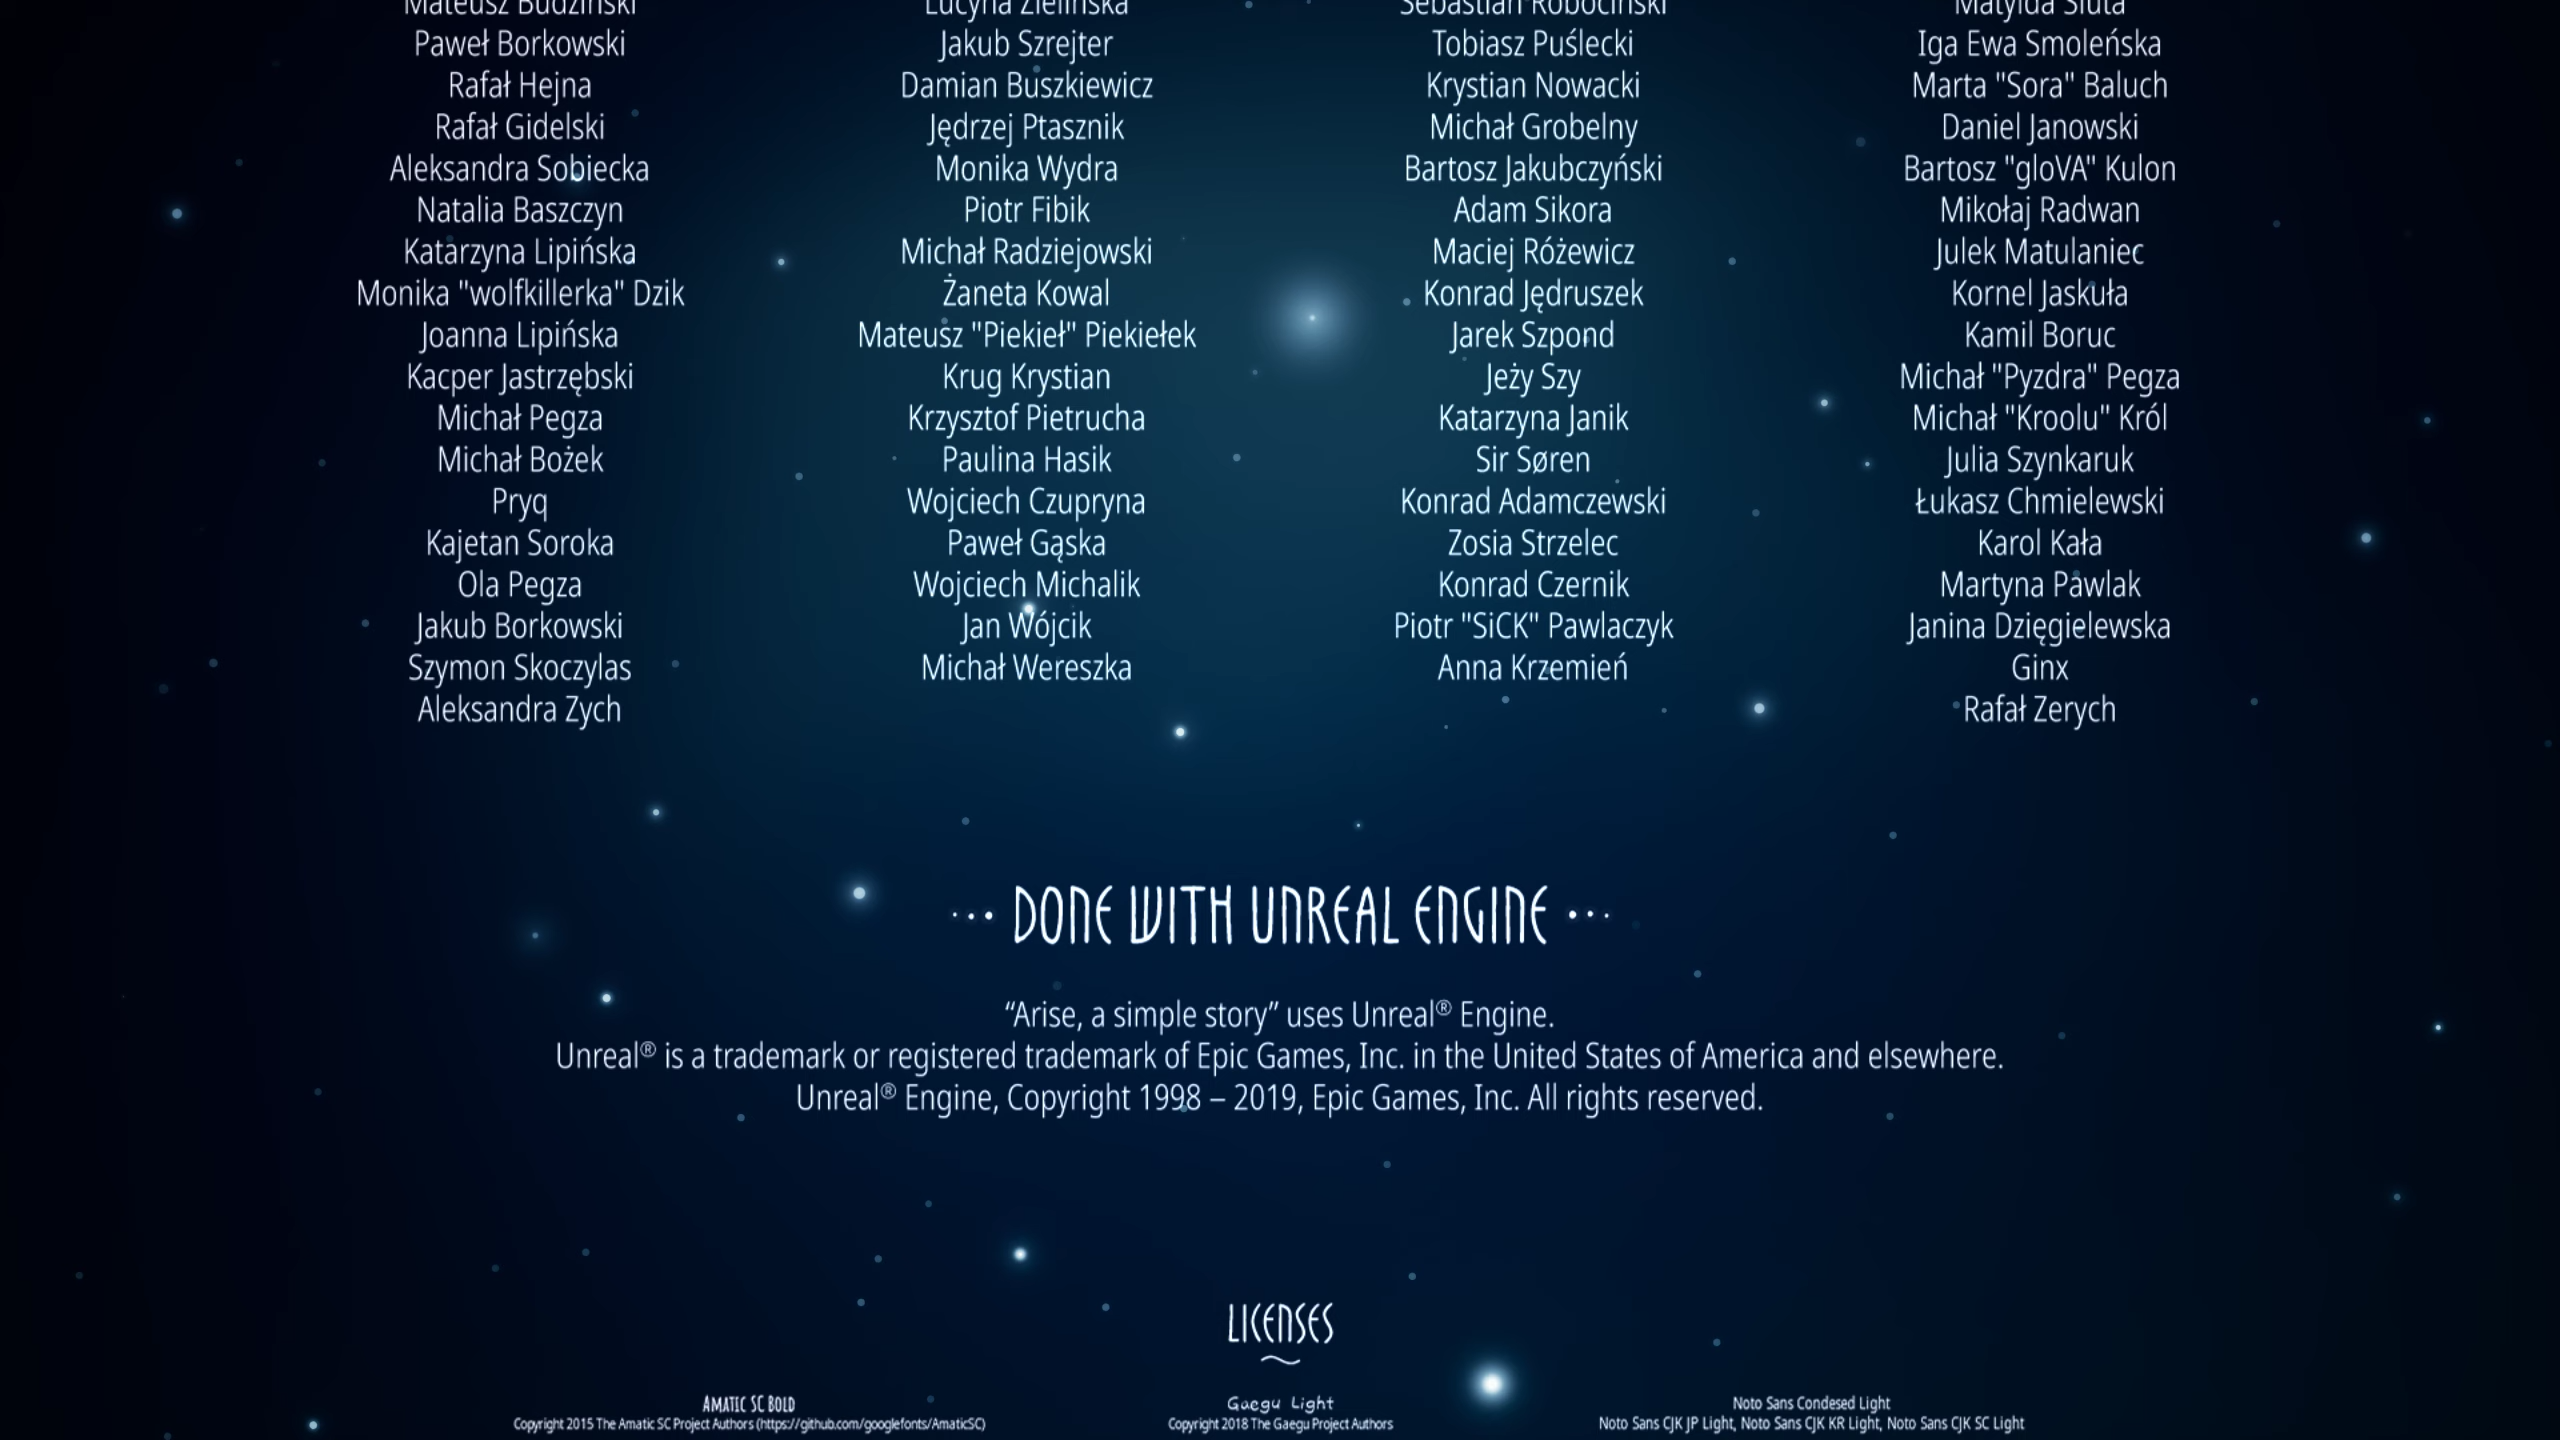 Mateusz Budziński
Paweł Borkowski
Rafał Hejna
Rafał Gidelski
Aleksandra Sobiecka
Natalia Baszczyn
Katarzyna Lipińska
Monika "wolfkillerka" Dzik
Joanna Lipińska
Kacper Jastrzębski
Michał Pegza
Michał Bożek
Pryq
Kajetan Soroka
Ola Pegza
Jakub Borkowski
Szymon Skoczylas
Aleksandra Zych
Lucyna Zielińska
Jakub Szrejter
Damian Buszkiewicz
Jędrzej Ptasznik
Monika Wydra
Piotr Fibik
Michał Radziejowski
Żaneta Kowal
Mateusz "Piekieł" Piekiełek
Krug Krystian
Krzysztof Pietrucha
Paulina Hasik
Wojciech Czupryna
Paweł Gąska
Wojciech Michalik
Jan Wójcik
Michał Wereszka
Sebastian Robociński
Tobiasz Puślecki
Krystian Nowacki
Michał Grobelny
Bartosz Jakubczyński
Adam Sikora
Maciej Różewicz
Konrad Jędruszek
Jarek Szpond
Jeży Szy
Katarzyna Janik
Sir Søren
Konrad Adamczewski
Zosia Strzelec
Konrad Czernik
Piotr "SiCK" Pawlaczyk
Anna Krzemień
Matylda Sluta
Iga Ewa Smoleńska
Marta "Sora" Baluch
Daniel Janowski
Bartosz "gloVA" Kulon
Mikołaj Radwan
Julek Matulaniec
Kornel Jaskuła
Kamil Boruc
Michał "Pyzdra" Pegza
Michał "Kroolu" Król
Julia Szynkaruk
Łukasz Chmielewski
Karol Kała
Martyna Pawlak
Janina Dzięgielewska
Ginx
Rafał Zerych
··· DONE WITH UNREAL ENGINE ···
“Arise, a simple story” uses Unreal® Engine.
Unreal® is a trademark or registered trademark of Epic Games, Inc. in the United States of America and elsewhere.
Unreal® Engine, Copyright 1998 – 2019, Epic Games, Inc. All rights reserved.
LICENSES
AMATIC SC BOLD
Copyright 2015 The Amatic SC Project Authors (https://github.com/googlefonts/AmaticSC)
Gaegu Light
Copyright 2018 The Gaegu Project Authors
Noto Sans Condesed Light
Noto Sans CJK JP Light, Noto Sans CJK KR Light, Noto Sans CJK SC Light